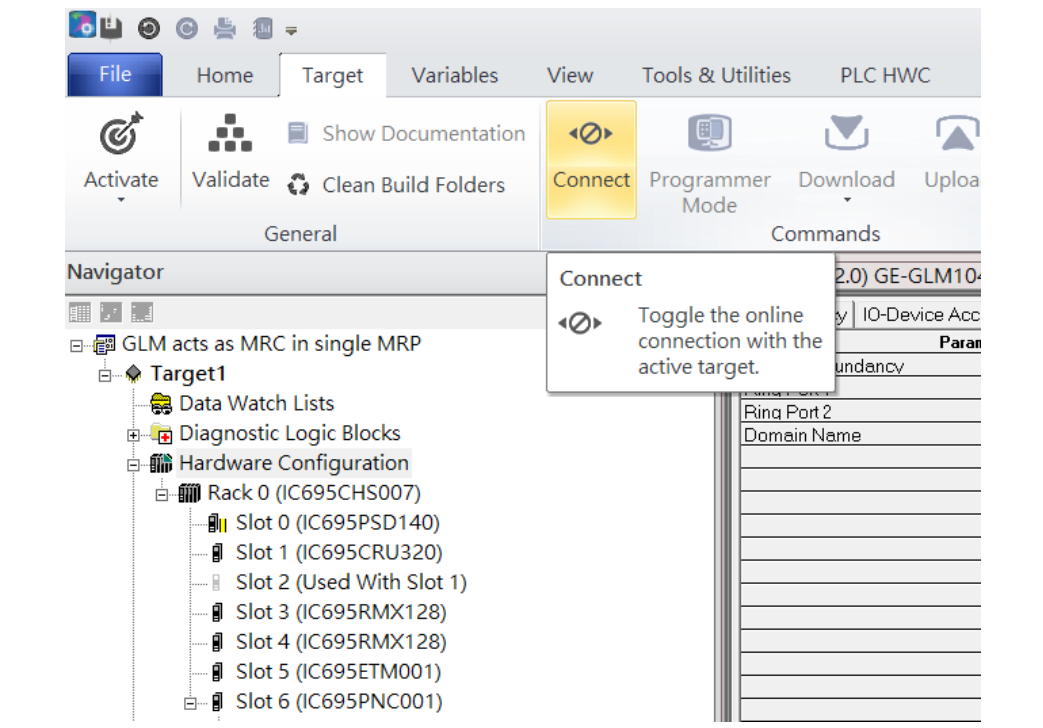 File Home Target Variables View Tools & Utilities PLC HWC
Show Documentation
Activate Validate Clean Build Folders Connect Programmer Mode Download
General Commands
Navigator
Connect
Toggle the online
connection with the
active target.
2.0) GE-GLM104
IO-Device Acc
GLM acts as MRC in single MRP
Target1
Data Watch Lists
Diagnostic Logic Blocks
Ring Port 2
Hardware Configuration
Domain Name
Rack 0 (IC695CHS007)
Slot 0 (IC695PSD140)
Slot 1 (IC695CRU320)
Slot 2 (Used With Slot 1)
Slot 3 (IC695RMX128)
Slot 4 (IC695RMX128)
Slot 5 (IC695ETM001)
Slot 6 (IC695PNC001)